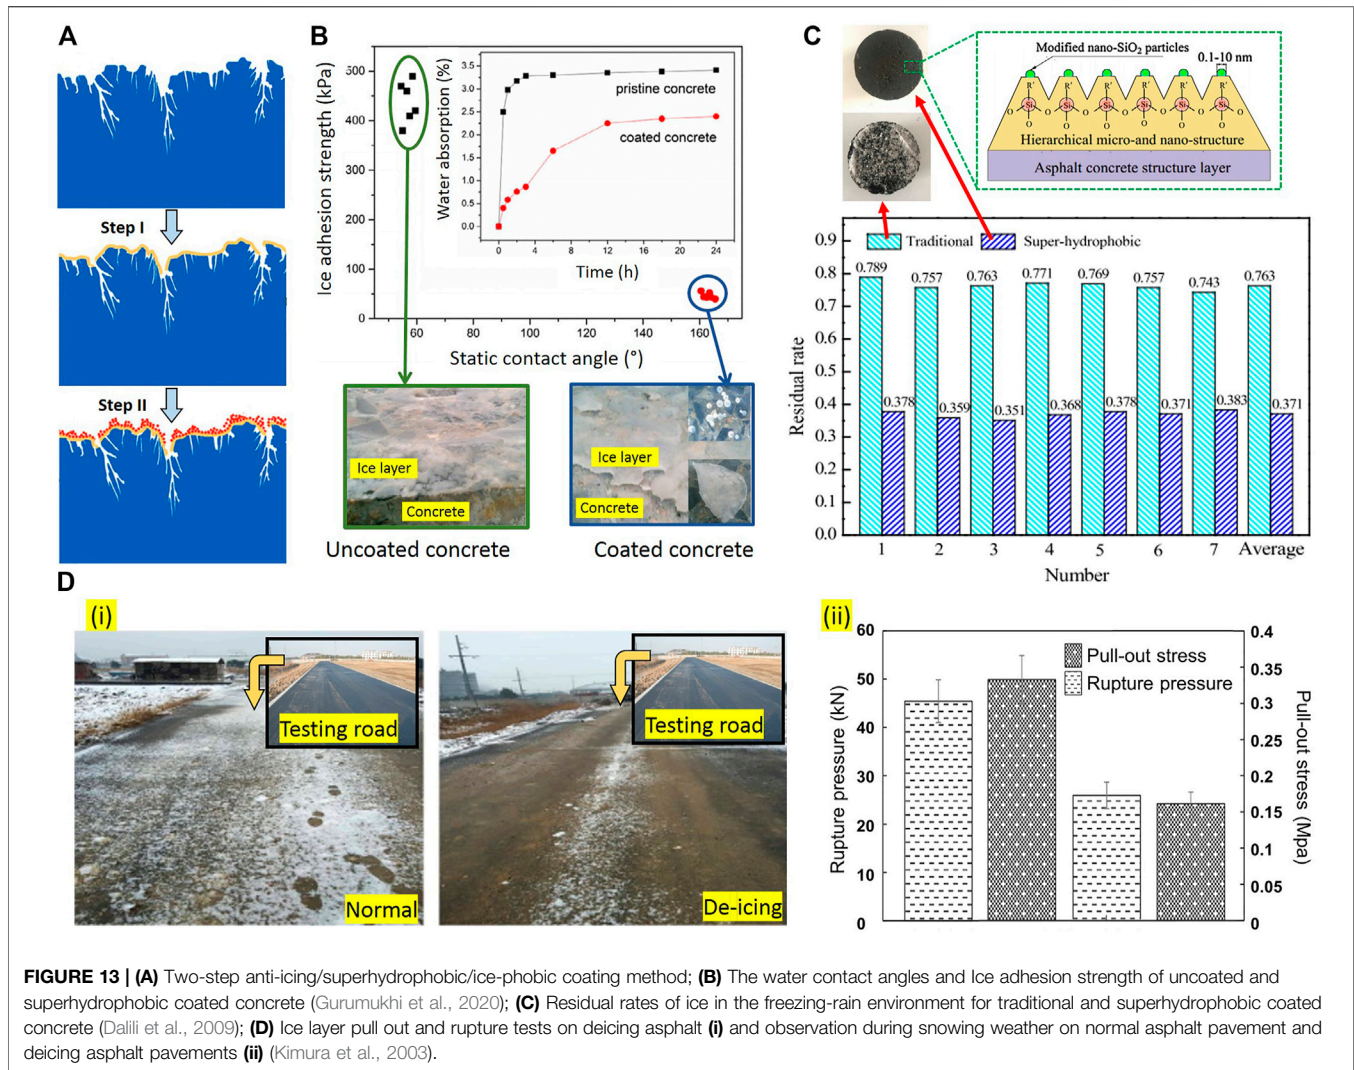 A
Step I
Step II
B
Ice adhesion strength (kPa)
500
450
400
350
300
250
200
150
100
50
0
60
80
100
120
140
160
Static contact angle (°)
Water absorption (%)
3.5
3.0
2.5
2.0
1.5
1.0
0.5
0.0
pristine concrete
coated concrete
0 4 8 12 16 20 24
Time (h)
Ice layer
Concrete
Uncoated concrete
Ice layer
Concrete
Coated concrete
C
Modified nano-SiO₂ particles
0.1-10 nm
R' R' R' R' R' R'
O Si O Si O Si O Si O Si O Si O
O O O O O O
Hierarchical micro-and nano-structure
Asphalt concrete structure layer
Traditional
Super-hydrophobic
Residual rate
0.9
0.8
0.7
0.6
0.5
0.4
0.3
0.2
0.1
0.0
0.789 0.757 0.763 0.771 0.769 0.757 0.743 0.763
0.378 0.359 0.351 0.368 0.378 0.371 0.383 0.371
1 2 3 4 5 6 7 Average
Number
D
(i)
Testing road
Normal
Testing road
De-icing
(ii)
Rupture pressure (kN)
60
50
40
30
20
10
0
Pull-out stress
Rupture pressure
0.4
0.35
0.3
0.25
0.2
0.15
0.1
0.05
0
Pull-out stress (Mpa)
FIGURE 13 | (A) Two-step anti-icing/superhydrophobic/ice-phobic coating method; (B) The water contact angles and Ice adhesion strength of uncoated and
superhydrophobic coated concrete (Gurumukhi et al., 2020); (C) Residual rates of ice in the freezing-rain environment for traditional and superhydrophobic coated
concrete (Dalili et al., 2009); (D) Ice layer pull out and rupture tests on deicing asphalt (i) and observation during snowing weather on normal asphalt pavement and
deicing asphalt pavements (ii) (Kimura et al., 2003).